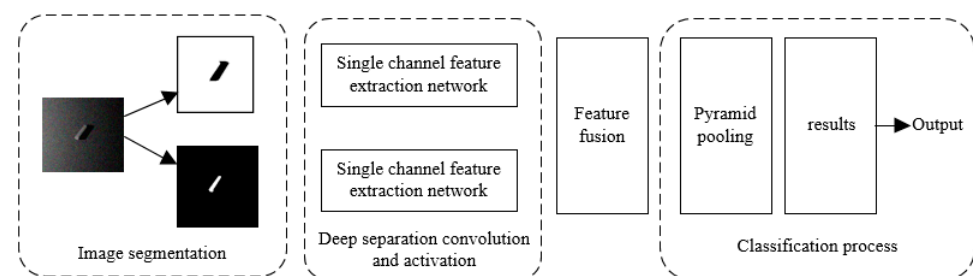 Single channel feature
extraction network
Single channel feature
extraction network
Feature
fusion
Pyramid
pooling
results
Output
Image segmentation
Deep separation convolution
and activation
Classification process